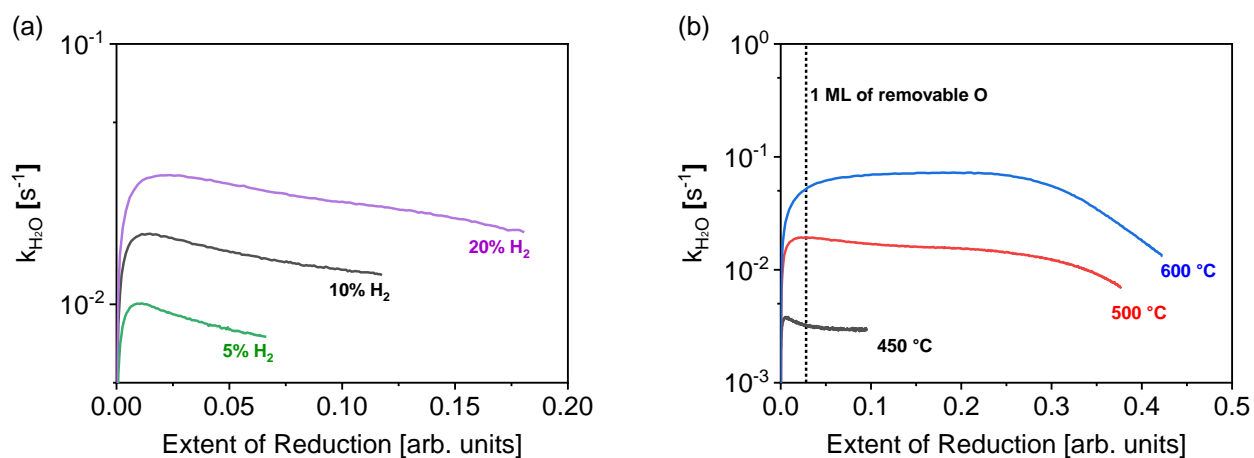 (a)
10⁻¹
10⁻²
k_H₂O [s⁻¹]
20% H₂
10% H₂
5% H₂
0.00 0.05 0.10 0.15 0.20
Extent of Reduction [arb. units]
(b)
10⁰
10⁻¹
10⁻²
10⁻³
k_H₂O [s⁻¹]
1 ML of removable O
600 °C
500 °C
450 °C
0.0 0.1 0.2 0.3 0.4 0.5
Extent of Reduction [arb. units]